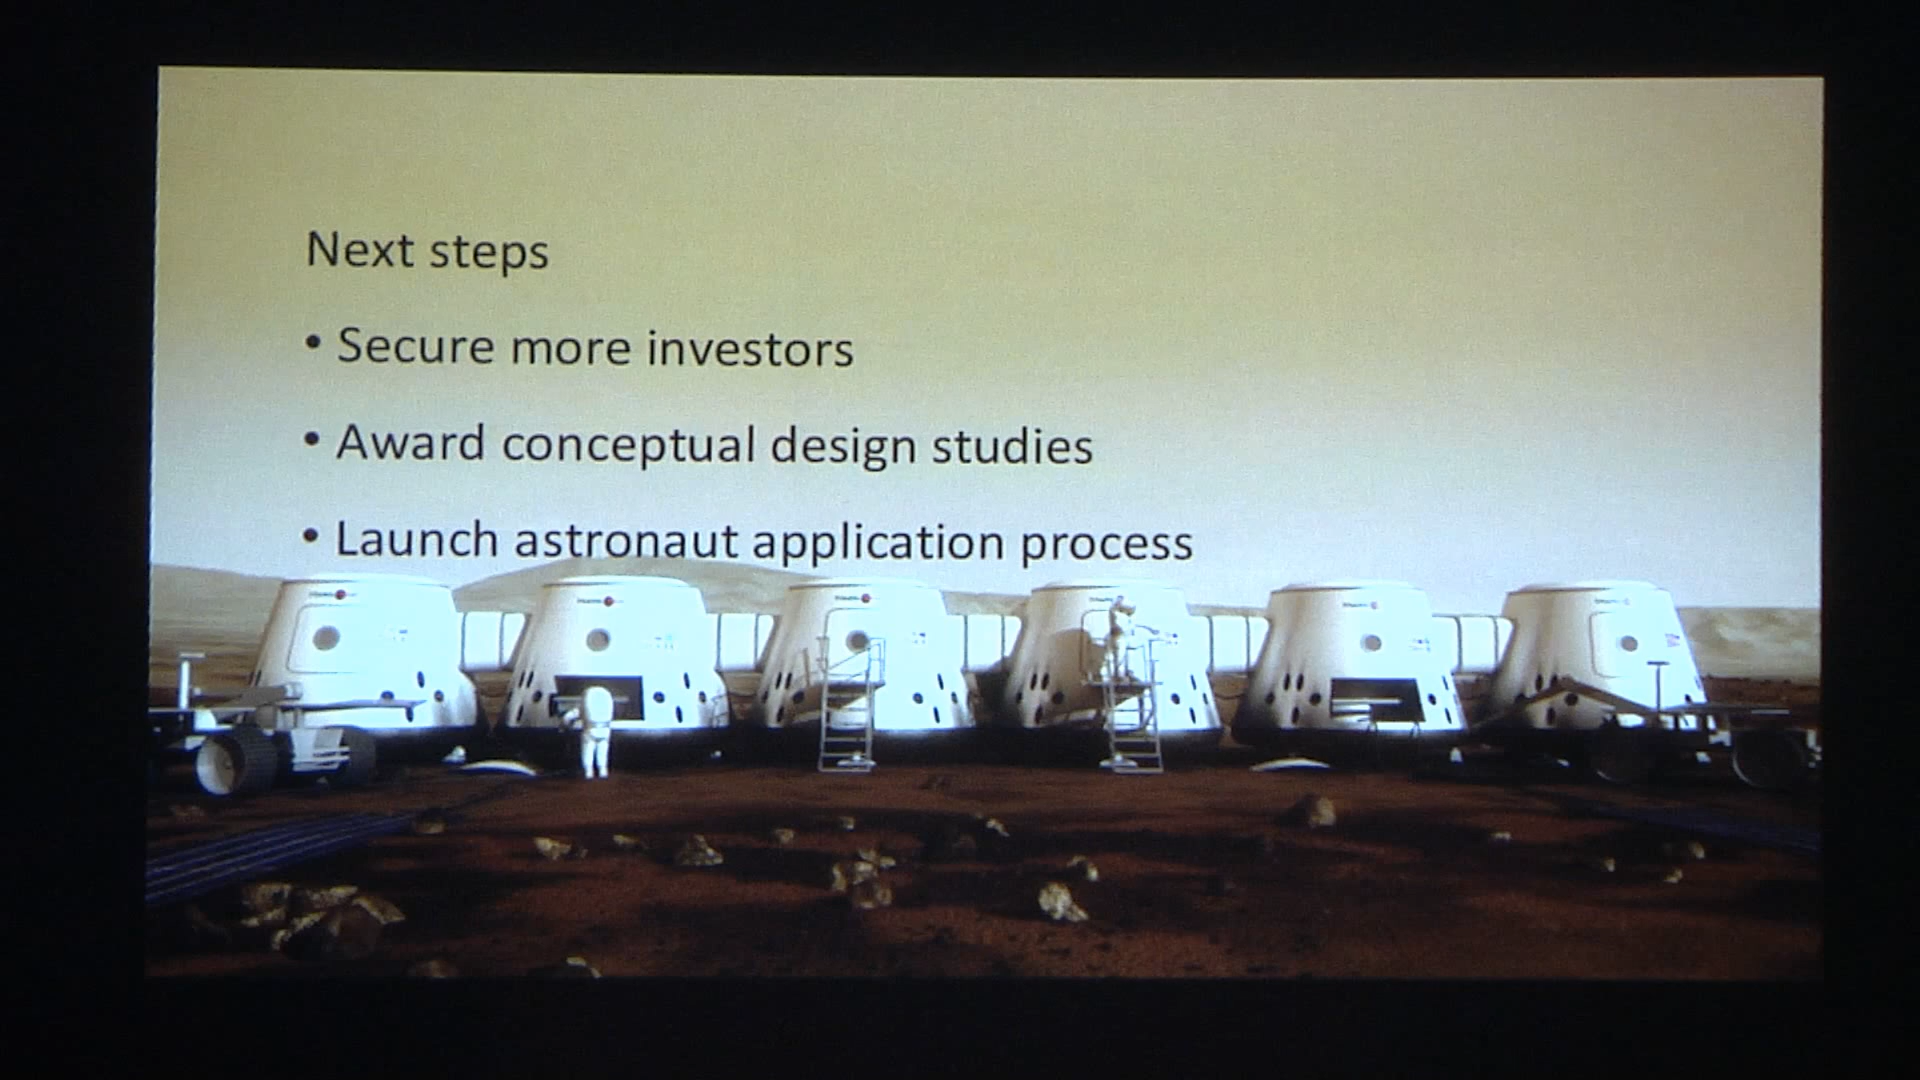 Next steps
• Secure more investors
• Award conceptual design studies
• Launch astronaut application process